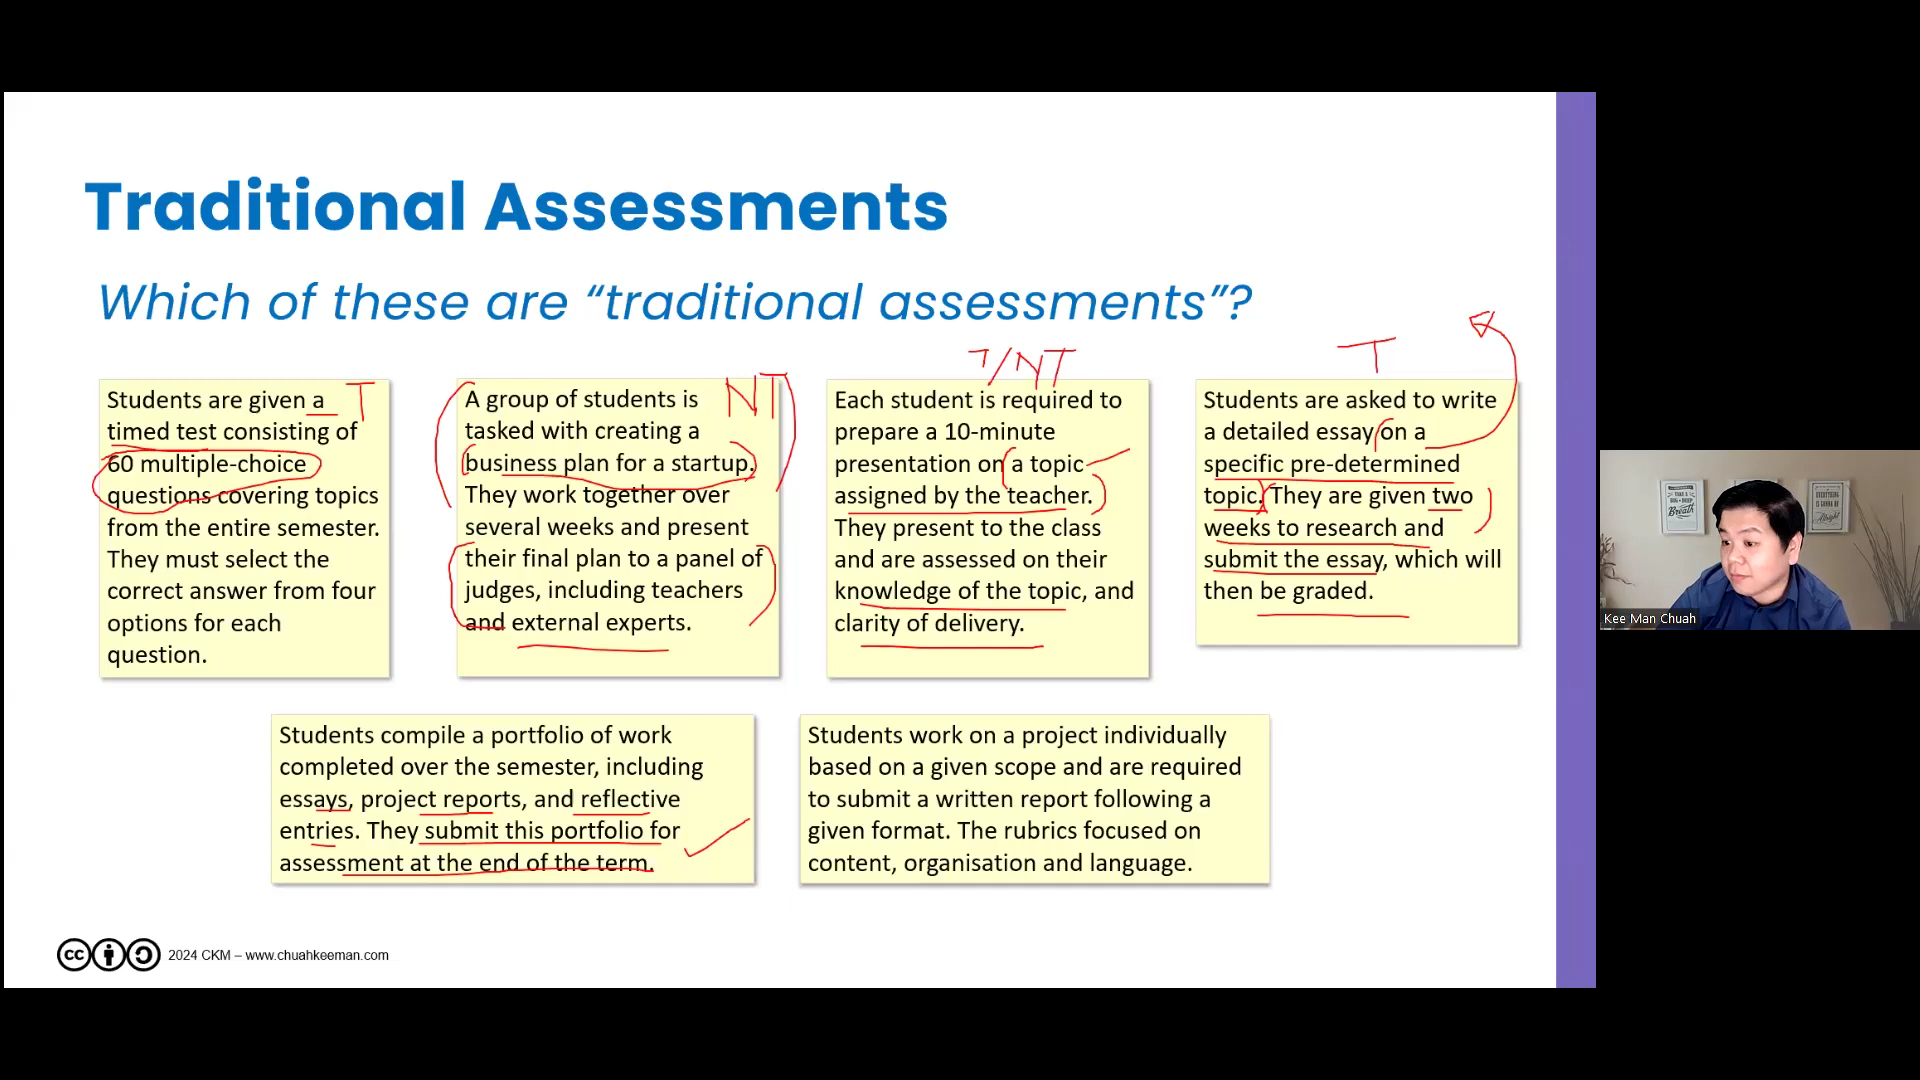 Traditional Assessments
Which of these are “traditional assessments”?
T/NT
T
Students are given a
timed test consisting of
60 multiple-choice
questions covering topics
from the entire semester.
They must select the
correct answer from four
options for each
question.
T
A group of students is
tasked with creating a
business plan for a startup.
They work together over
several weeks and present
their final plan to a panel of
judges, including teachers
and external experts.
NT
Each student is required to
prepare a 10-minute
presentation on a topic
assigned by the teacher.
They present to the class
and are assessed on their
knowledge of the topic, and
clarity of delivery.
Students are asked to write
a detailed essay on a
specific pre-determined
topic. They are given two
weeks to research and
submit the essay, which will
then be graded.
Students compile a portfolio of work
completed over the semester, including
essays, project reports, and reflective
entries. They submit this portfolio for
assessment at the end of the term.
Students work on a project individually
based on a given scope and are required
to submit a written report following a
given format. The rubrics focused on
content, organisation and language.
cc
2024 CKM – www.chuahkeeman.com
Breath
Alright
Kee Man Chuah